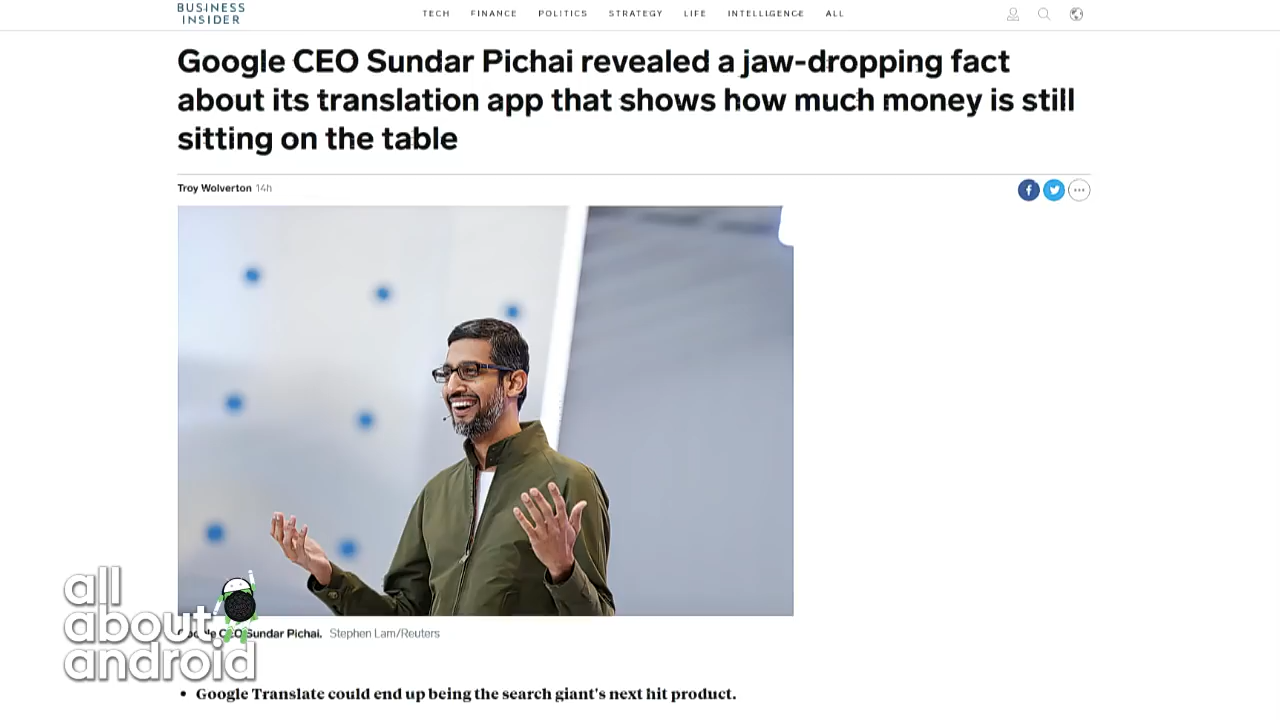 BUSINESS
INSIDER
TECH FINANCE POLITICS STRATEGY LIFE INTELLIGENCE ALL
Google CEO Sundar Pichai revealed a jaw-dropping fact
about its translation app that shows how much money is still
sitting on the table
Troy Wolverton 14h
Google CEO Sundar Pichai. Stephen Lam/Reuters
all
about
android
• Google Translate could end up being the search giant's next hit product.